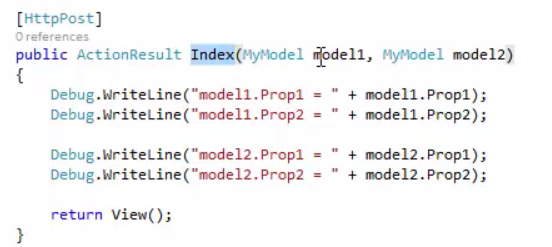 [HttpPost]
0 references
public ActionResult Index(MyModel model1, MyModel model2)
{
Debug.WriteLine("model1.Prop1 = " + model1.Prop1);
Debug.WriteLine("model1.Prop2 = " + model1.Prop2);
Debug.WriteLine("model2.Prop1 = " + model2.Prop1);
Debug.WriteLine("model2.Prop2 = " + model2.Prop2);
return View();
}